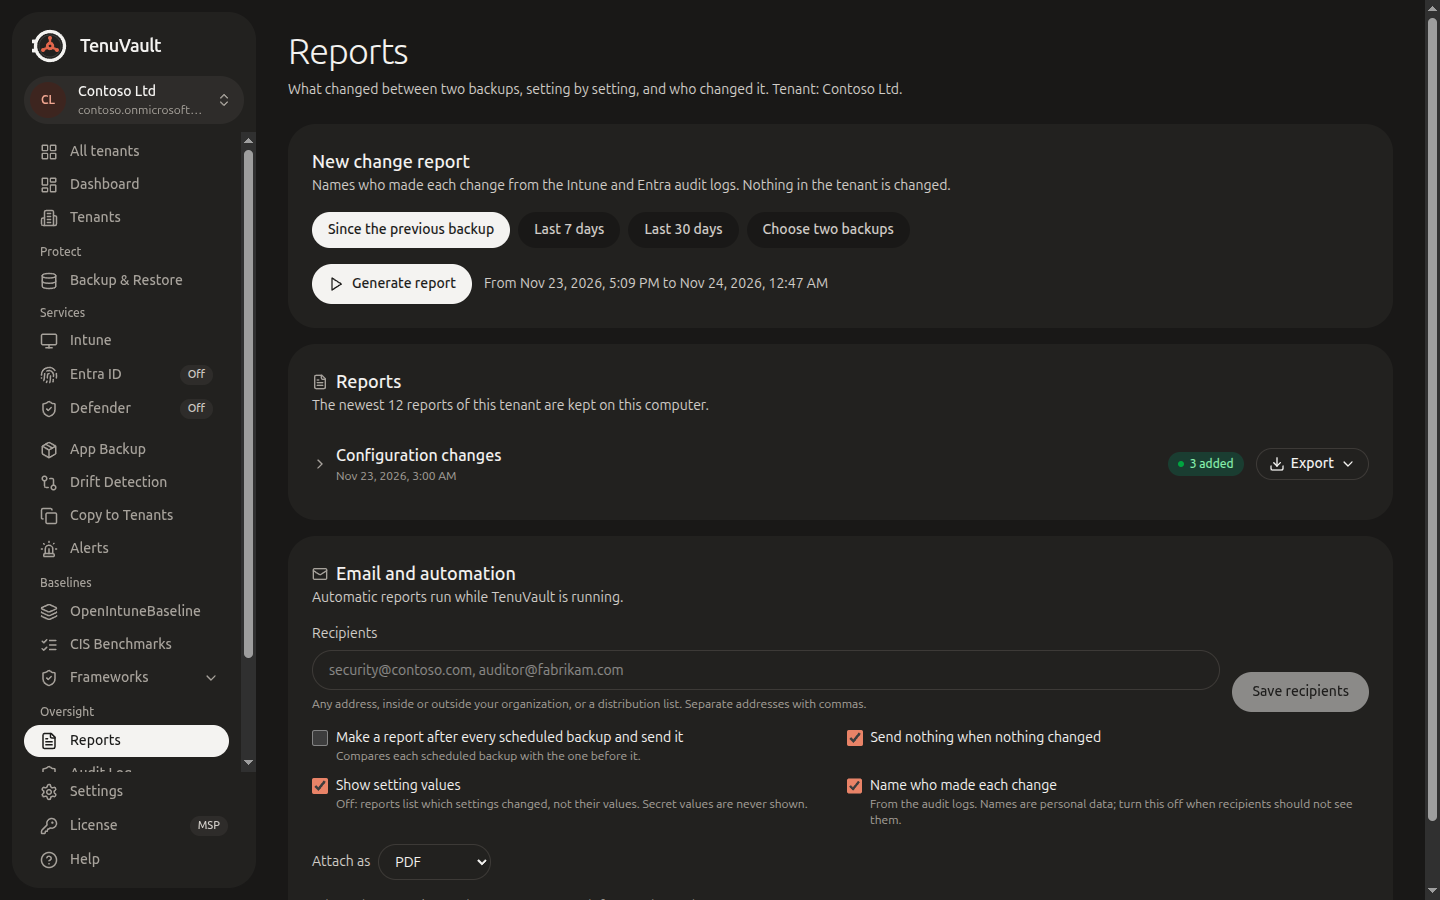 TenuVault
CL
Contoso Ltd
contoso.onmicrosoft...
All tenants
Dashboard
Tenants
Protect
Backup & Restore
Services
Intune
Entra ID
Off
Defender
Off
App Backup
Drift Detection
Copy to Tenants
Alerts
Baselines
OpenIntuneBaseline
CIS Benchmarks
Frameworks
Oversight
Reports
Audit Log
Settings
License
MSP
Help
Reports
What changed between two backups, setting by setting, and who changed it. Tenant: Contoso Ltd.
New change report
Names who made each change from the Intune and Entra audit logs. Nothing in the tenant is changed.
Since the previous backup
Last 7 days
Last 30 days
Choose two backups
Generate report
From Nov 23, 2026, 5:09 PM to Nov 24, 2026, 12:47 AM
Reports
The newest 12 reports of this tenant are kept on this computer.
Configuration changes
Nov 23, 2026, 3:00 AM
3 added
Export
Email and automation
Automatic reports run while TenuVault is running.
Recipients
security@contoso.com, auditor@fabrikam.com
Save recipients
Any address, inside or outside your organization, or a distribution list. Separate addresses with commas.
Make a report after every scheduled backup and send it
Compares each scheduled backup with the one before it.
Send nothing when nothing changed
Show setting values
Off: reports list which settings changed, not their values. Secret values are never shown.
Name who made each change
From the audit logs. Names are personal data; turn this off when recipients should not see
them.
Attach as
PDF